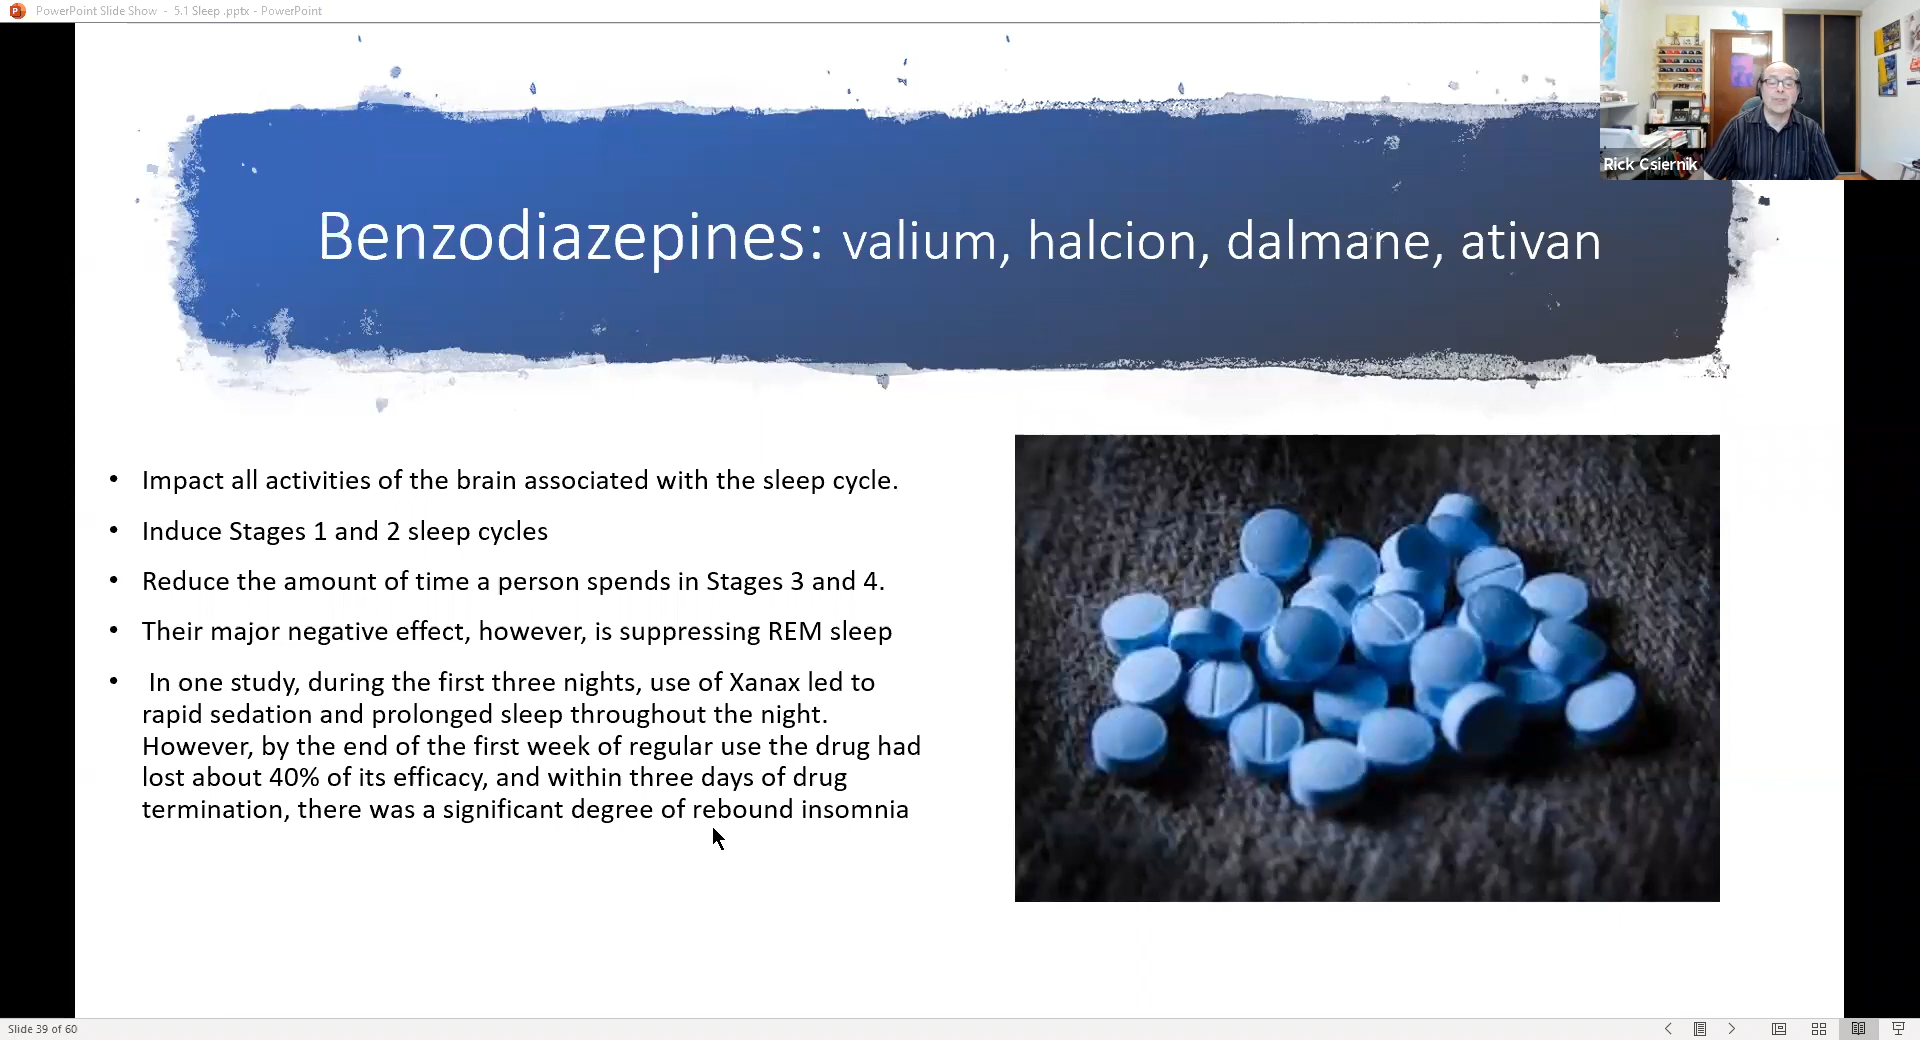 PowerPoint Slide Show - 5.1 Sleep .pptx - PowerPoint
Rick Csiernik
Benzodiazepines: valium, halcion, dalmane, ativan
• Impact all activities of the brain associated with the sleep cycle.
• Induce Stages 1 and 2 sleep cycles
• Reduce the amount of time a person spends in Stages 3 and 4.
• Their major negative effect, however, is suppressing REM sleep
• In one study, during the first three nights, use of Xanax led to
rapid sedation and prolonged sleep throughout the night.
However, by the end of the first week of regular use the drug had
lost about 40% of its efficacy, and within three days of drug
termination, there was a significant degree of rebound insomnia
Slide 39 of 60